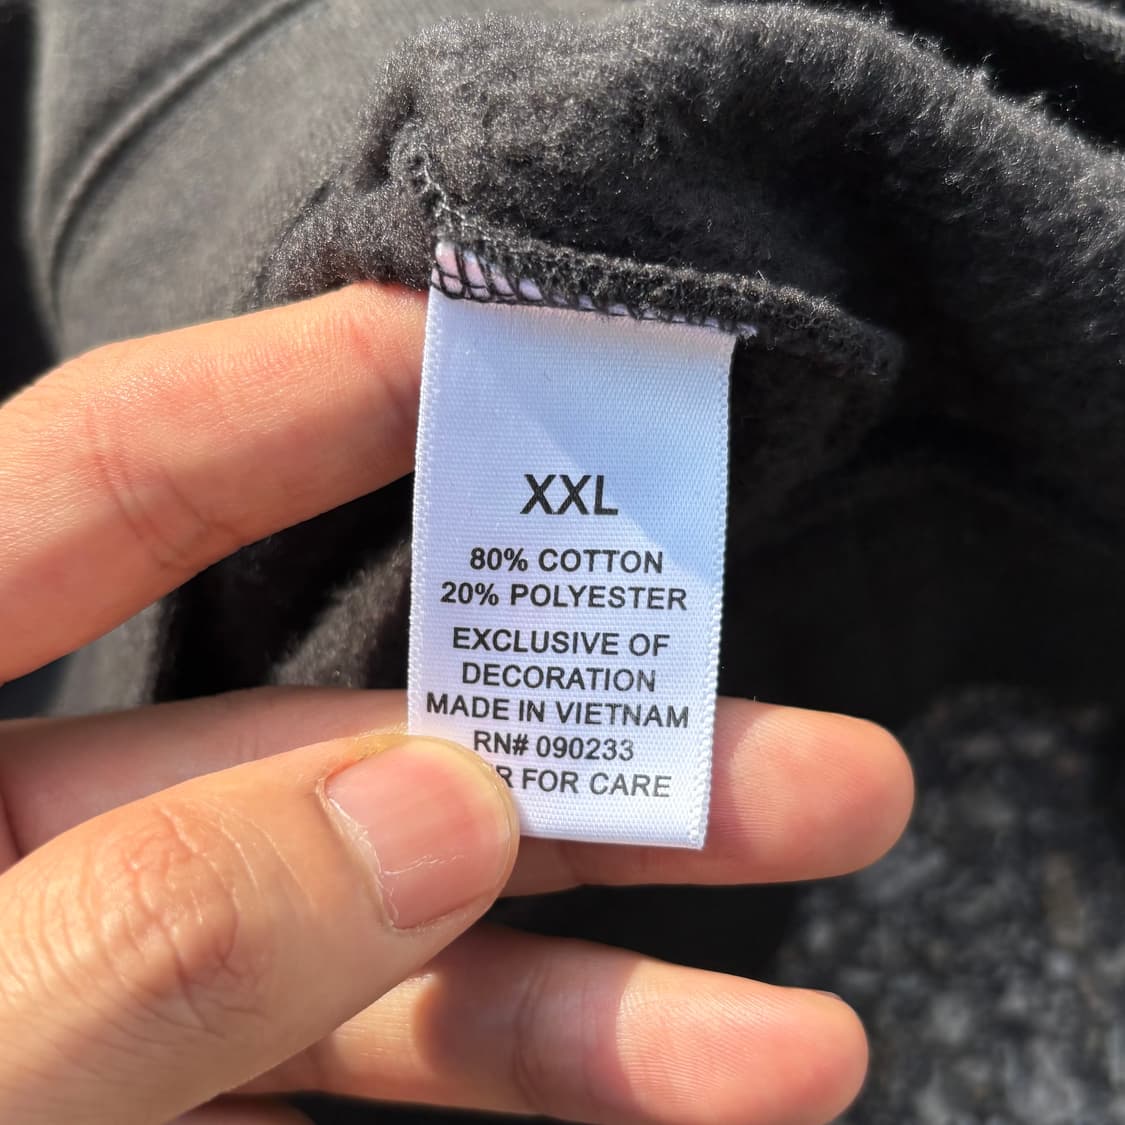 XXL
80% COTTON
20% POLYESTER
EXCLUSIVE OF
DECORATION
MADE IN VIETNAM
RN# 090233
FOR CARE